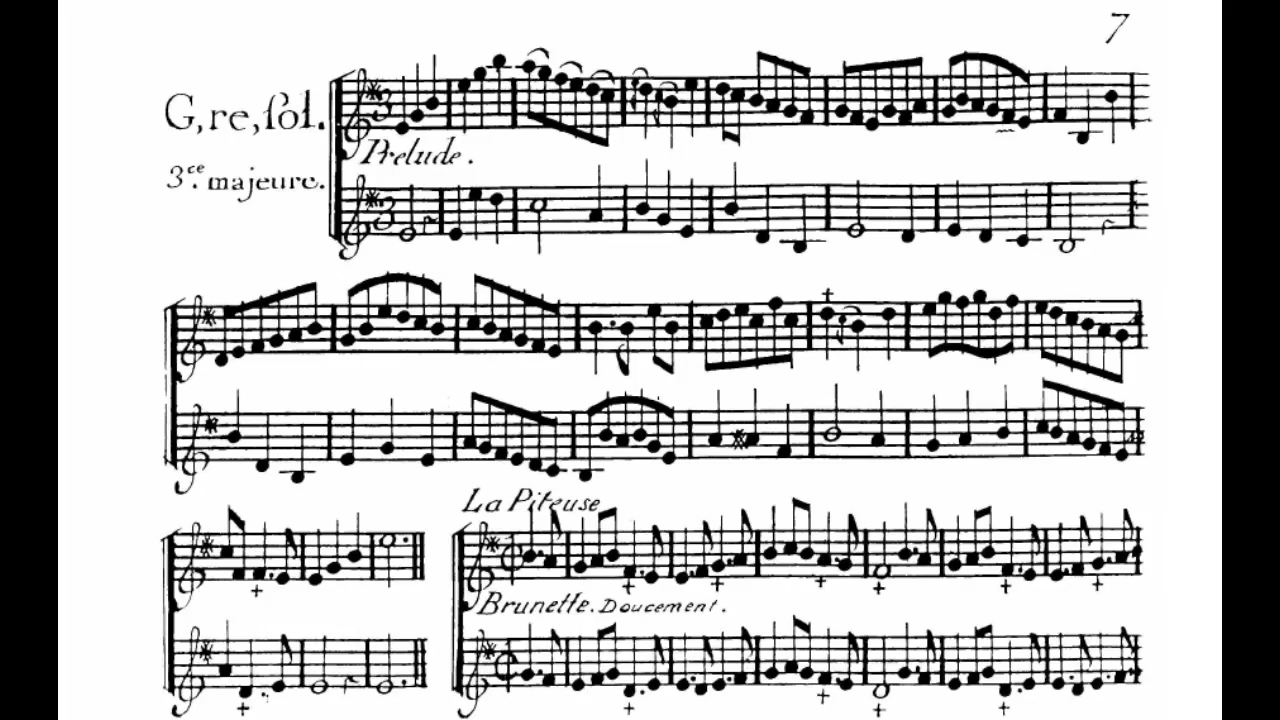 7
G, re, sol.
3.ce majeure.
Prelude.
La Piteuse
Brunette. Doucement.